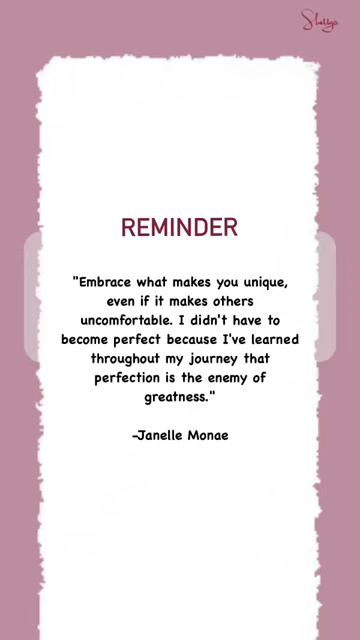 REMINDER
"Embrace what makes you unique,
even if it makes others
uncomfortable. I didn't have to
become perfect because I've learned
throughout my journey that
perfection is the enemy of
greatness."
-Janelle Monae